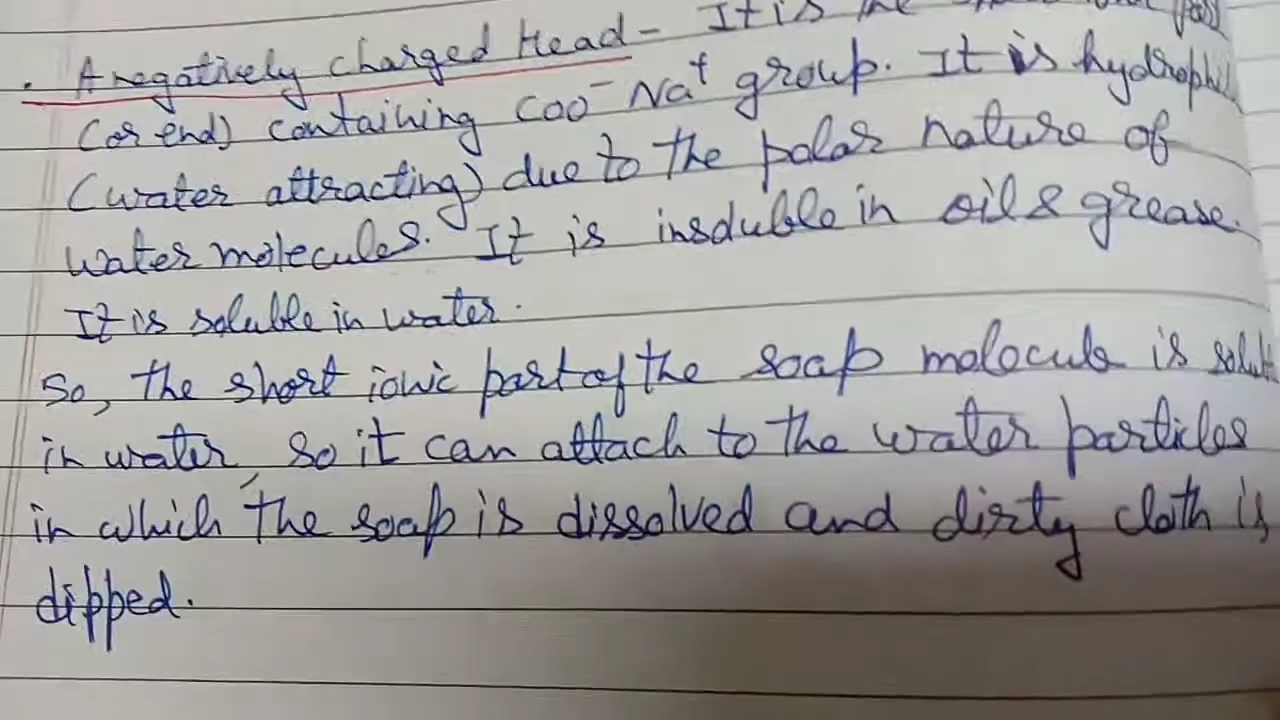 . A negatively charged Head - It is the
(or end) containing COO⁻Na⁺ group. It is hydrophil
(water attracting) due to the polar nature of
water molecules. It is insoluble in oil & grease.
It is soluble in water.
So, the short ionic part of the soap molecule is solub
in water, so it can attach to the water particles
in which the soap is dissolved and dirty cloth is
dipped.